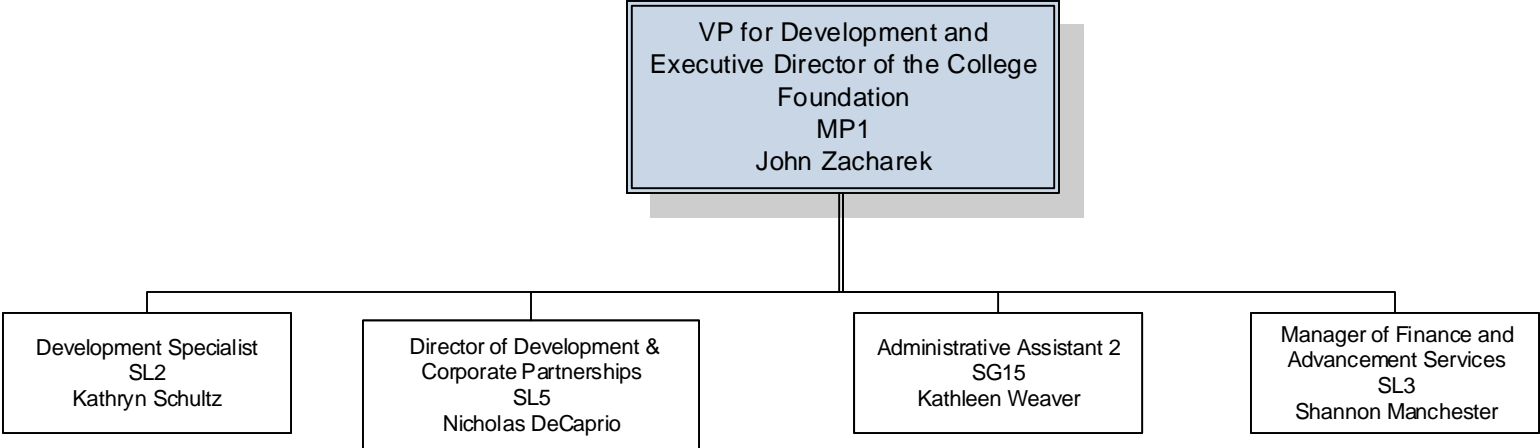 VP for Development and
Executive Director of the College
Foundation
MP1
John Zacharek
Development Specialist
SL2
Kathryn Schultz
Director of Development &
Corporate Partnerships
SL5
Nicholas DeCaprio
Administrative Assistant 2
SG15
Kathleen Weaver
Manager of Finance and
Advancement Services
SL3
Shannon Manchester